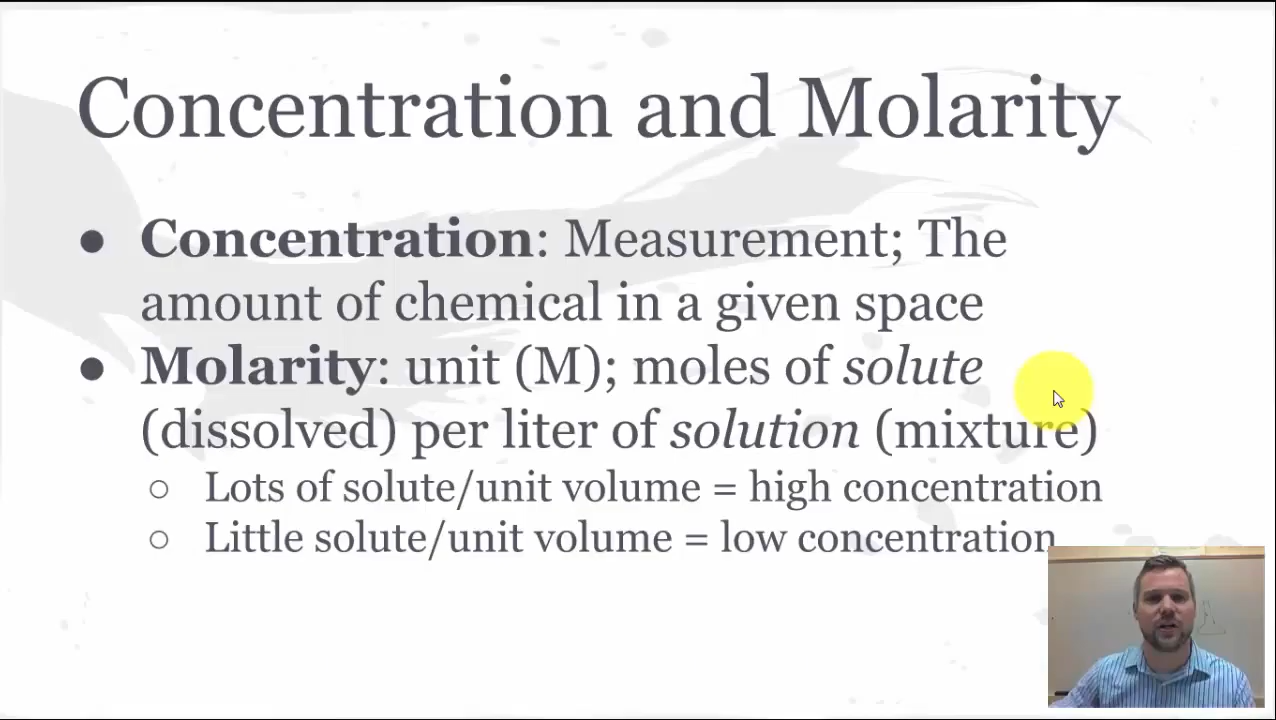 Concentration and Molarity
● Concentration: Measurement; The
amount of chemical in a given space
● Molarity: unit (M); moles of solute
(dissolved) per liter of solution (mixture)
○ Lots of solute/unit volume = high concentration
○ Little solute/unit volume = low concentration